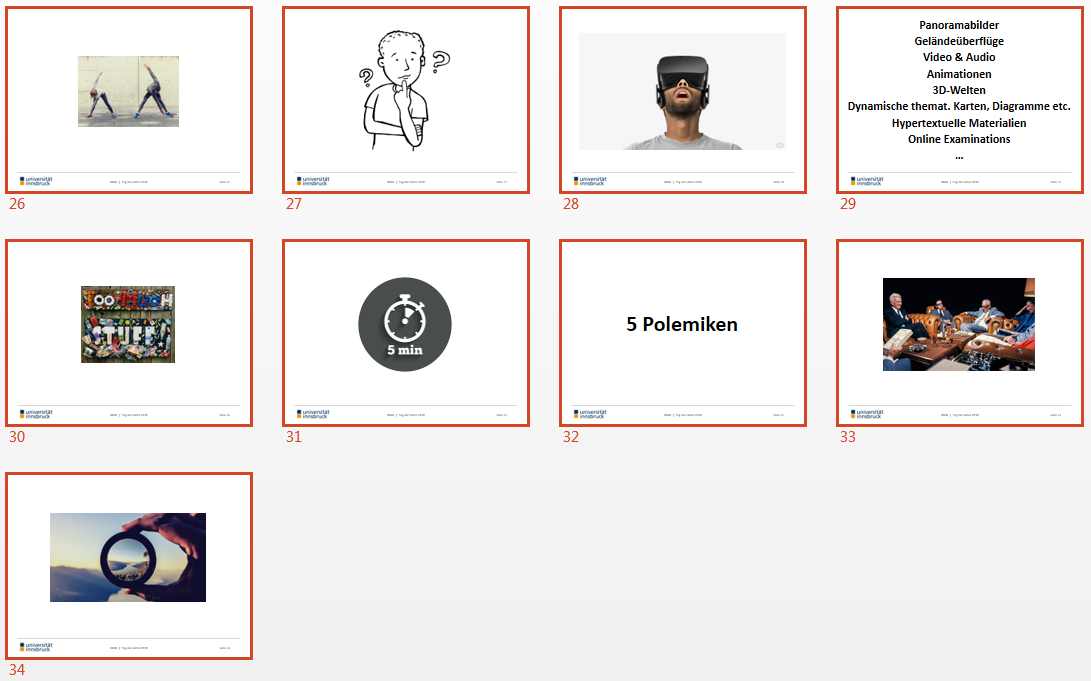 universität
innsbruck
26
universität
innsbruck
27
universität
innsbruck
28
Panoramabilder
Geländeüberflüge
Video & Audio
Animationen
3D-Welten
Dynamische themat. Karten, Diagramme etc.
Hypertextuelle Materialien
Online Examinations
...
universität
innsbruck
29
TOO MUCH
STUFF!
universität
innsbruck
30
5 min
universität
innsbruck
31
5 Polemiken
universität
innsbruck
32
universität
innsbruck
33
universität
innsbruck
34